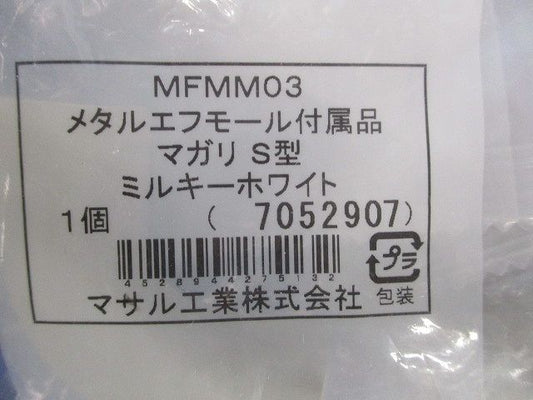 MFMM03
メタルエフモール付属品
マガリ S型
ミルキーホワイト
1個 (7052907)
4528944275132
プラ
マサル工業株式会社 包装